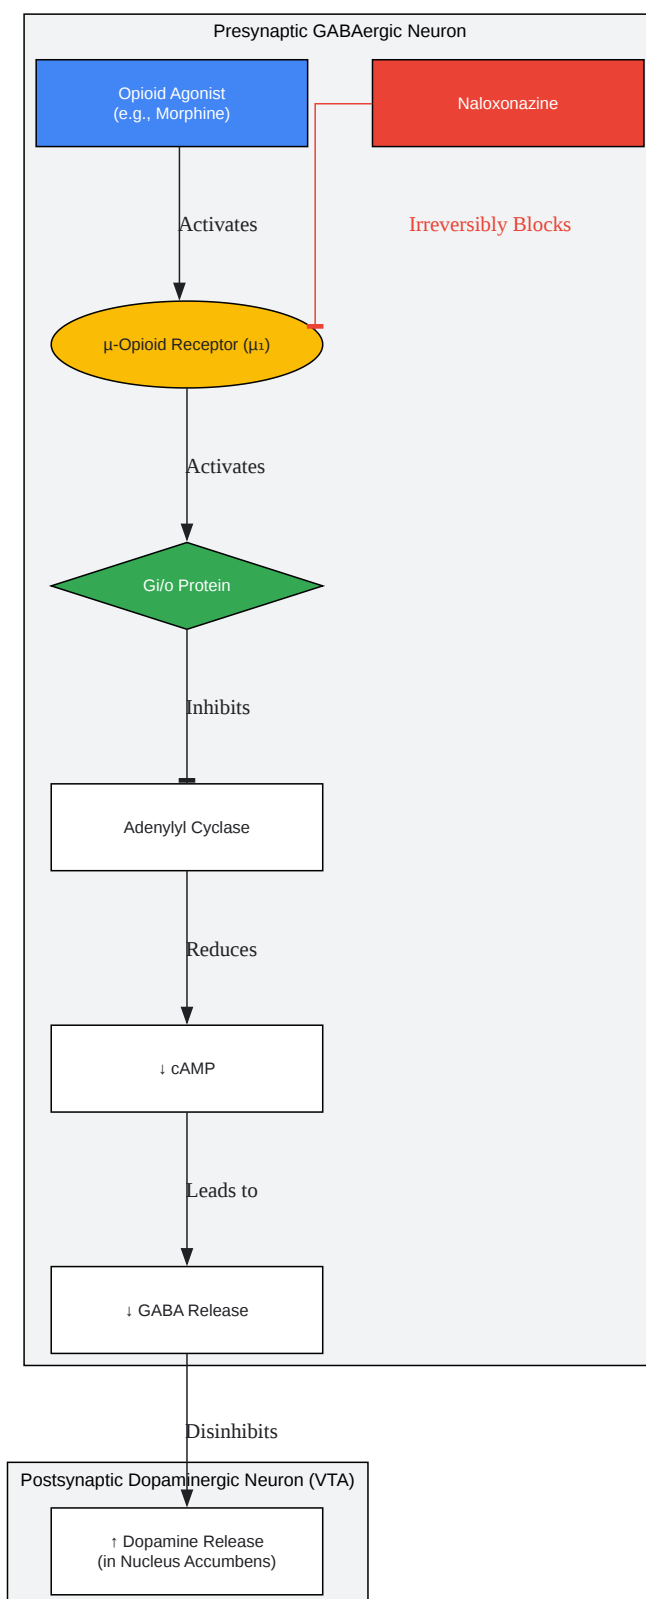 Presynaptic GABAergic Neuron
Opioid Agonist
(e.g., Morphine)
Naloxonazine
Activates
Irreversibly Blocks
μ-Opioid Receptor (μ₁)
Activates
Gi/o Protein
Inhibits
Adenylyl Cyclase
Reduces
↓ cAMP
Leads to
↓ GABA Release
Disinhibits
Postsynaptic Dopaminergic Neuron (VTA)
↑ Dopamine Release
(in Nucleus Accumbens)